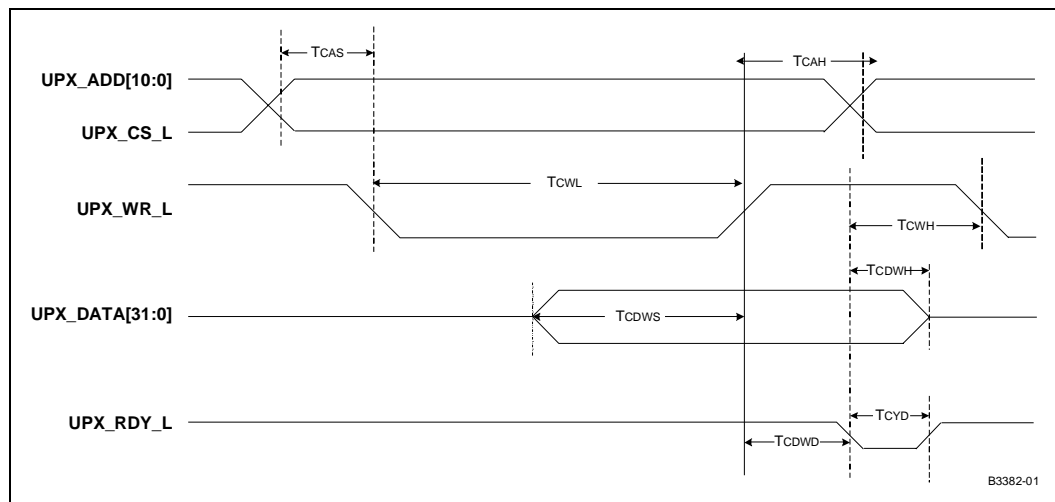 TCAS
TCAH
UPX_ADD[10:0]
UPX_CS_L
TCWL
UPX_WR_L
TCWH
TCDWH
UPX_DATA[31:0]
TCDWS
TCYD
UPX_RDY_L
TCDWD
B3382-01